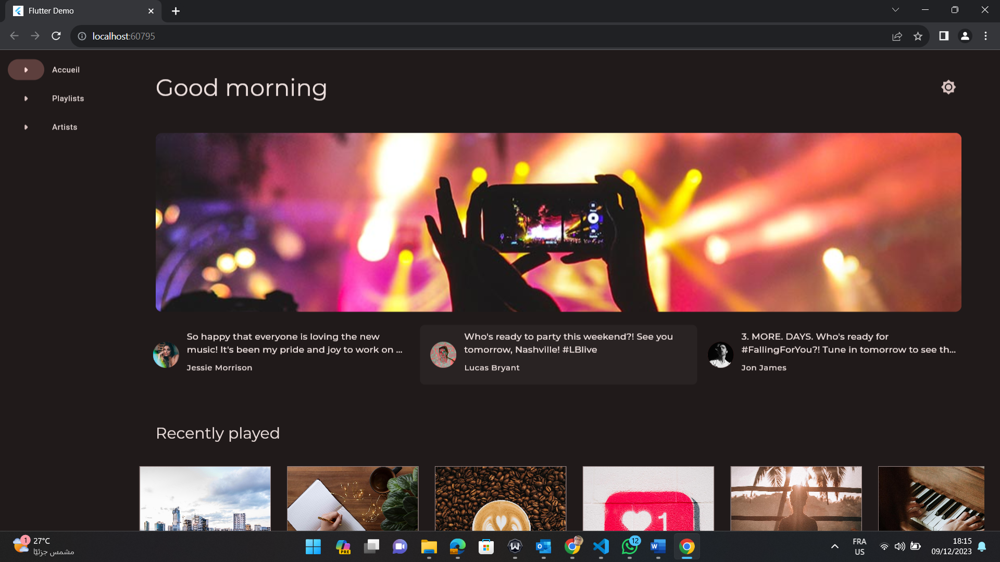 Flutter Demo
localhost:60795
Accueil
Playlists
Artists
Good morning
So happy that everyone is loving the new
music! It's been my pride and joy to work on ...
Jessie Morrison
Who's ready to party this weekend?! See you
tomorrow, Nashville! #LBlive
Lucas Bryant
3. MORE. DAYS. Who's ready for
#FallingForYou?! Tune in tomorrow to see th...
Jon James
Recently played
1
1
27°C
مشمس جزئيًا
PRE
12
FRA
US
18:15
09/12/2023